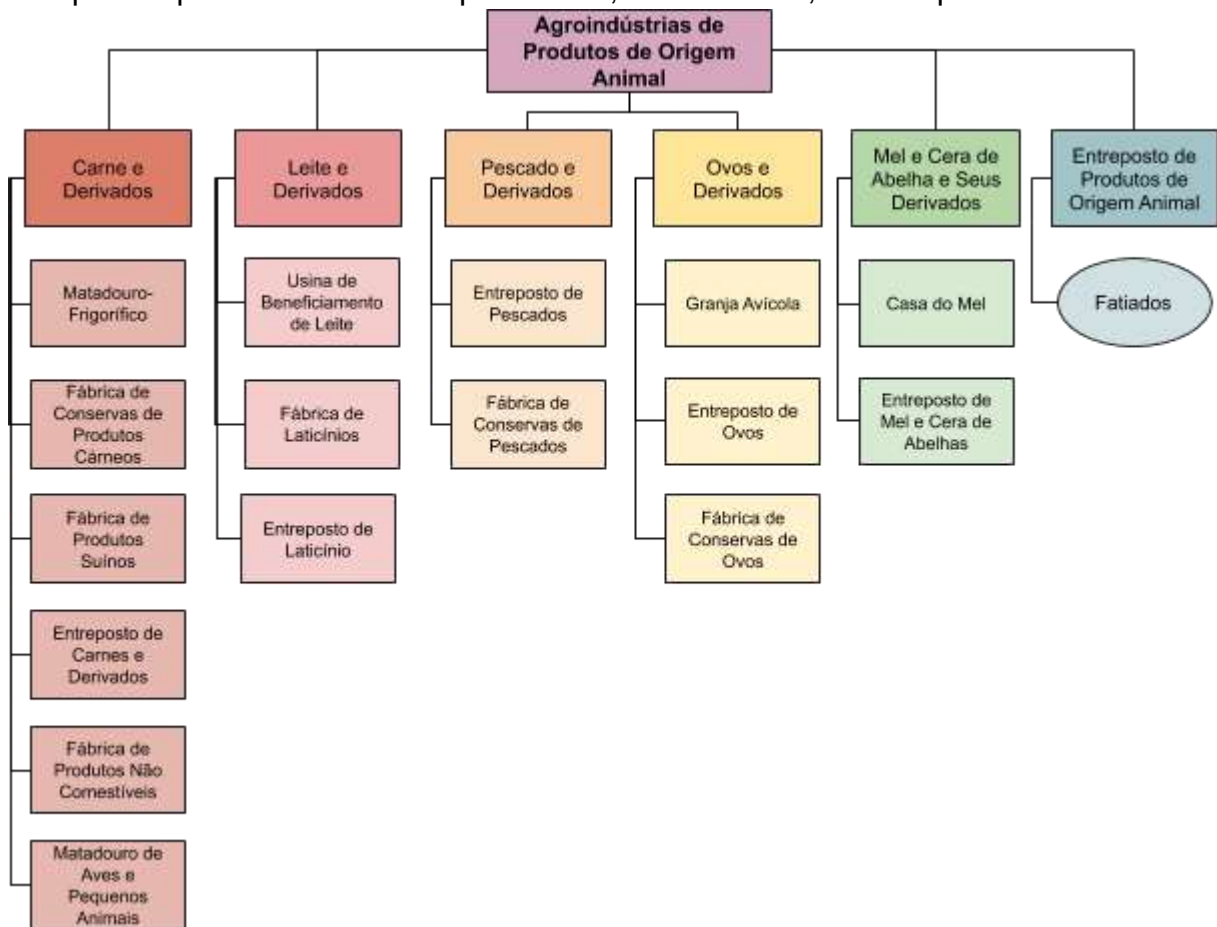 Agroindústrias de
Produtos de Origem
Animal
Carne e
Derivados
Leite e
Derivados
Pescado e
Derivados
Ovos e
Derivados
Mel e Cera de
Abelha e Seus
Derivados
Entreposto de
Produtos de
Origem Animal
Matadouro-
Frigorífico
Usina de
Beneficiamento
de Leite
Entreposto de
Pescados
Granja Avícola
Casa do Mel
Fatiados
Fábrica de
Conservas de
Produtos
Cárneos
Fábrica de
Laticínios
Fábrica de
Conservas de
Pescados
Entreposto de
Ovos
Entreposto de
Mel e Cera de
Abelhas
Fábrica de
Produtos
Suínos
Entreposto de
Laticínio
Fábrica de
Conservas de
Ovos
Entreposto de
Carnes e
Derivados
Fábrica de
Produtos Não
Comestíveis
Matadouro de
Aves e
Pequenos
Animais